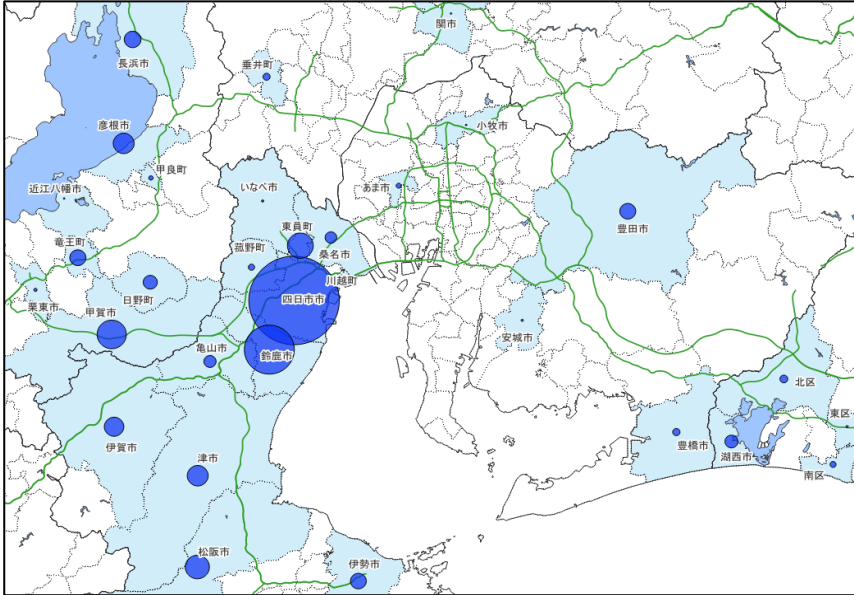 関市
長浜市
垂井町
彦根市
小牧市
甲良町
近江八幡市
いなべ市
あま市
東員町
豊田市
竜王町
菰野町
桑名市
川越町
日野町
栗東市
四日市市
甲賀市
安城市
亀山市
鈴鹿市
北区
東区
伊賀市
豊橋市
湖西市
津市
南区
松阪市
伊勢市